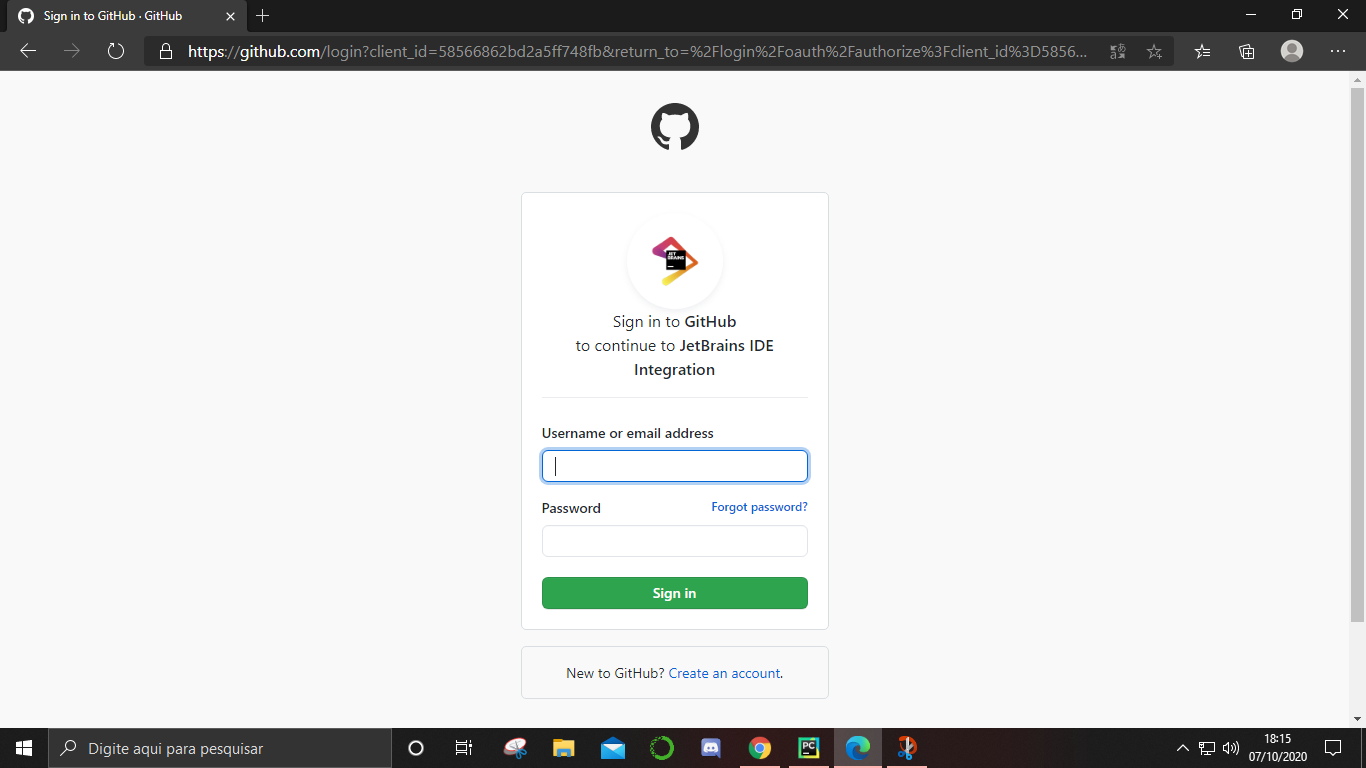 Sign in to GitHub · GitHub
https://github.com/login?client_id=58566862bd2a5ff748fb&return_to=%2Flogin%2Foauth%2Fauthorize%3Fclient_id%3D5856...
JET
BRAINS
Sign in to GitHub
to continue to JetBrains IDE
Integration
Username or email address
Password Forgot password?
Sign in
New to GitHub? Create an account.
Digite aqui para pesquisar
PC
18:15
07/10/2020